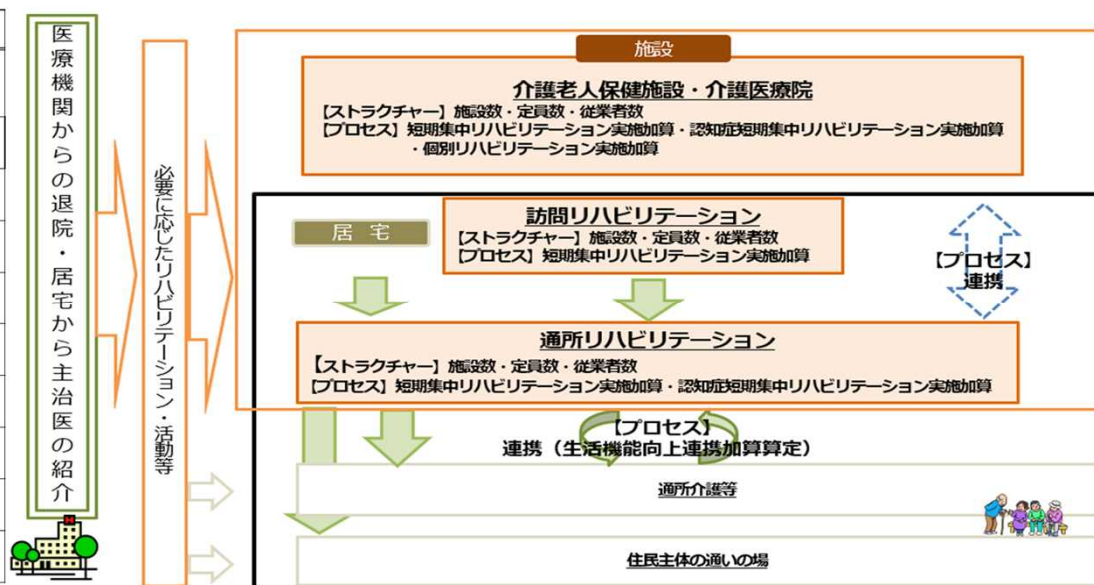 医療機関からの退院・居宅から主治医の紹介
必要に応じたリハビリテーション・活動等
施設
介護老人保健施設・介護医療院
【ストラクチャー】施設数・定員数・従業者数
【プロセス】短期集中リハビリテーション実施加算・認知症短期集中リハビリテーション実施加算
・個別リハビリテーション実施加算
居 宅
訪問リハビリテーション
【ストラクチャー】施設数・定員数・従業者数
【プロセス】短期集中リハビリテーション実施加算
【プロセス】
連携
通所リハビリテーション
【ストラクチャー】施設数・定員数・従業者数
【プロセス】短期集中リハビリテーション実施加算・認知症短期集中リハビリテーション実施加算
【プロセス】
連携（生活機能向上連携加算算定）
通所介護等
住民主体の通いの場